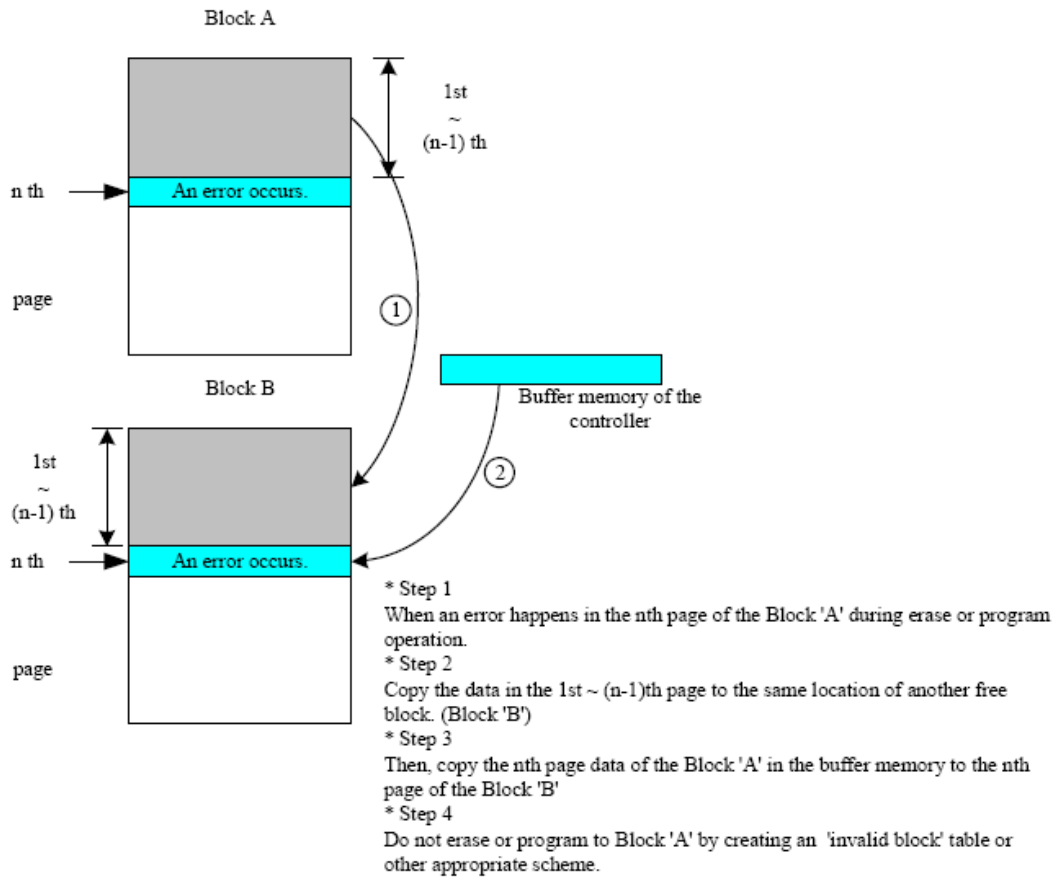 Block A
1st
~
(n-1) th
n th
An error occurs.
page
1
Buffer memory of the
controller
Block B
1st
~
(n-1) th
2
n th
An error occurs.
page
* Step 1
When an error happens in the nth page of the Block 'A' during erase or program
operation.
* Step 2
Copy the data in the 1st ~ (n-1)th page to the same location of another free
block. (Block 'B')
* Step 3
Then, copy the nth page data of the Block 'A' in the buffer memory to the nth
page of the Block 'B'
* Step 4
Do not erase or program to Block 'A' by creating an 'invalid block' table or
other appropriate scheme.